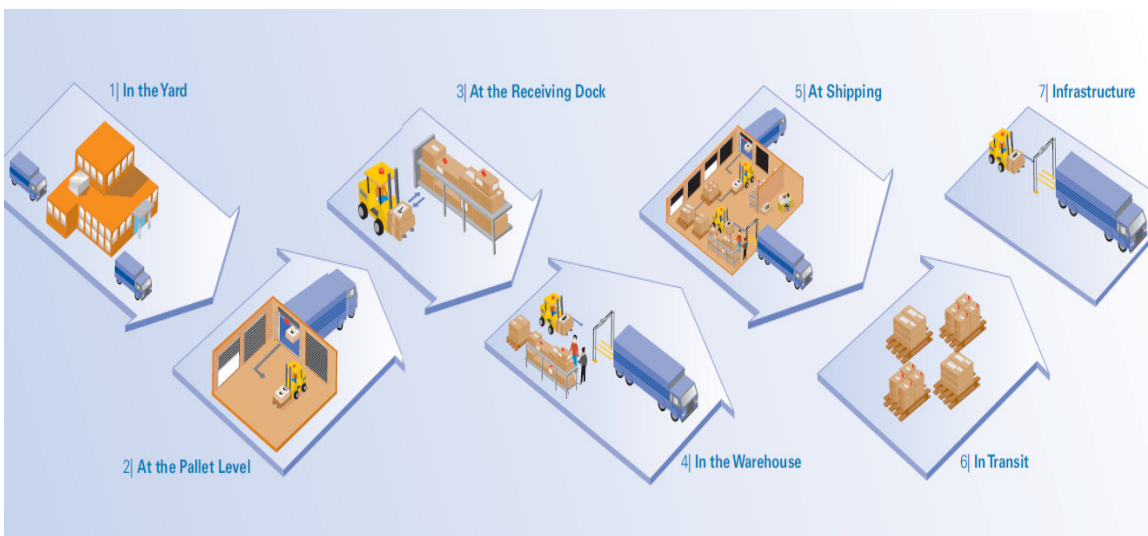 1| In the Yard
2| At the Pallet Level
3| At the Receiving Dock
4| In the Warehouse
5| At Shipping
6| In Transit
7| Infrastructure